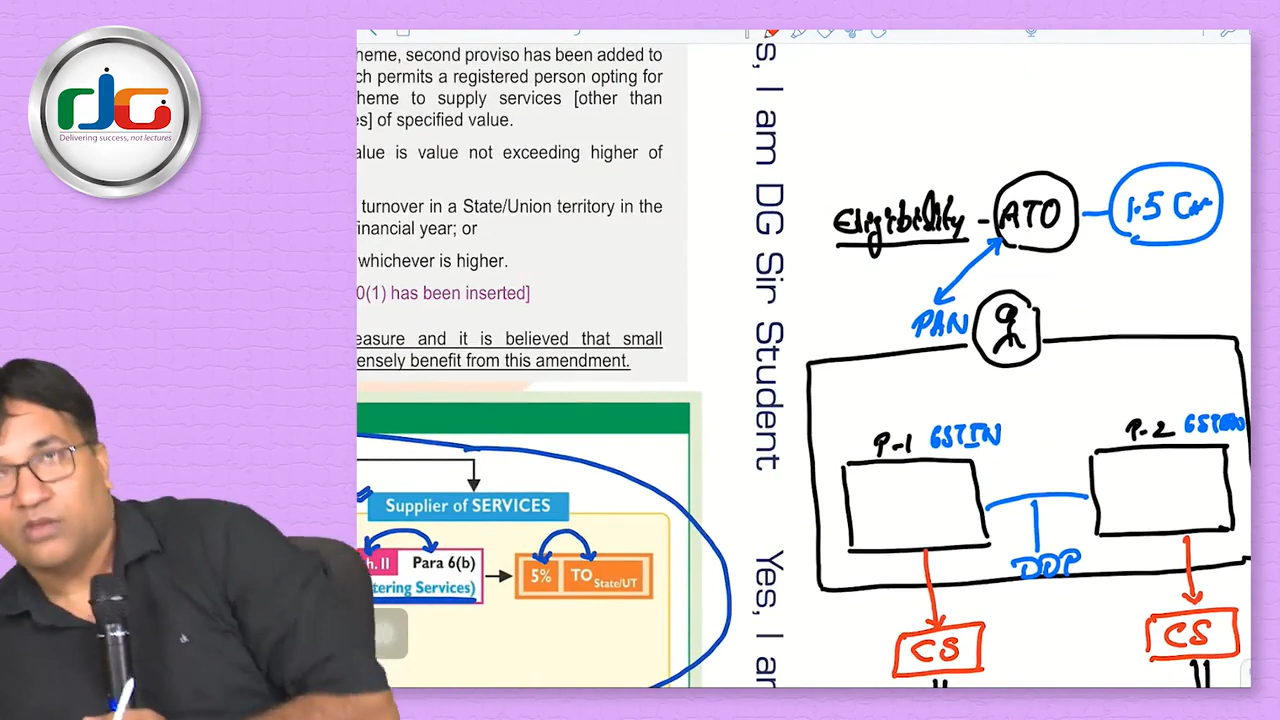 DG
Delivering success, not lectures
heme, second proviso has been added to
ch permits a registered person opting for
heme to supply services [other than
es] of specified value.
alue is value not exceeding higher of
turnover in a State/Union territory in the
inancial year; or
whichever is higher.
0(1) has been inserted]
easure and it is believed that small
ensely benefit from this amendment.
Supplier of SERVICES
h. II Para 6(b)
tering Services)
5% TO State/UT
s, I am DG Sir Student Yes, I ar
Eligibility - ATO - 1.5 Cr
PAN
P-1 GSTIN
P-2 GSTIN
DDP
CS
CS